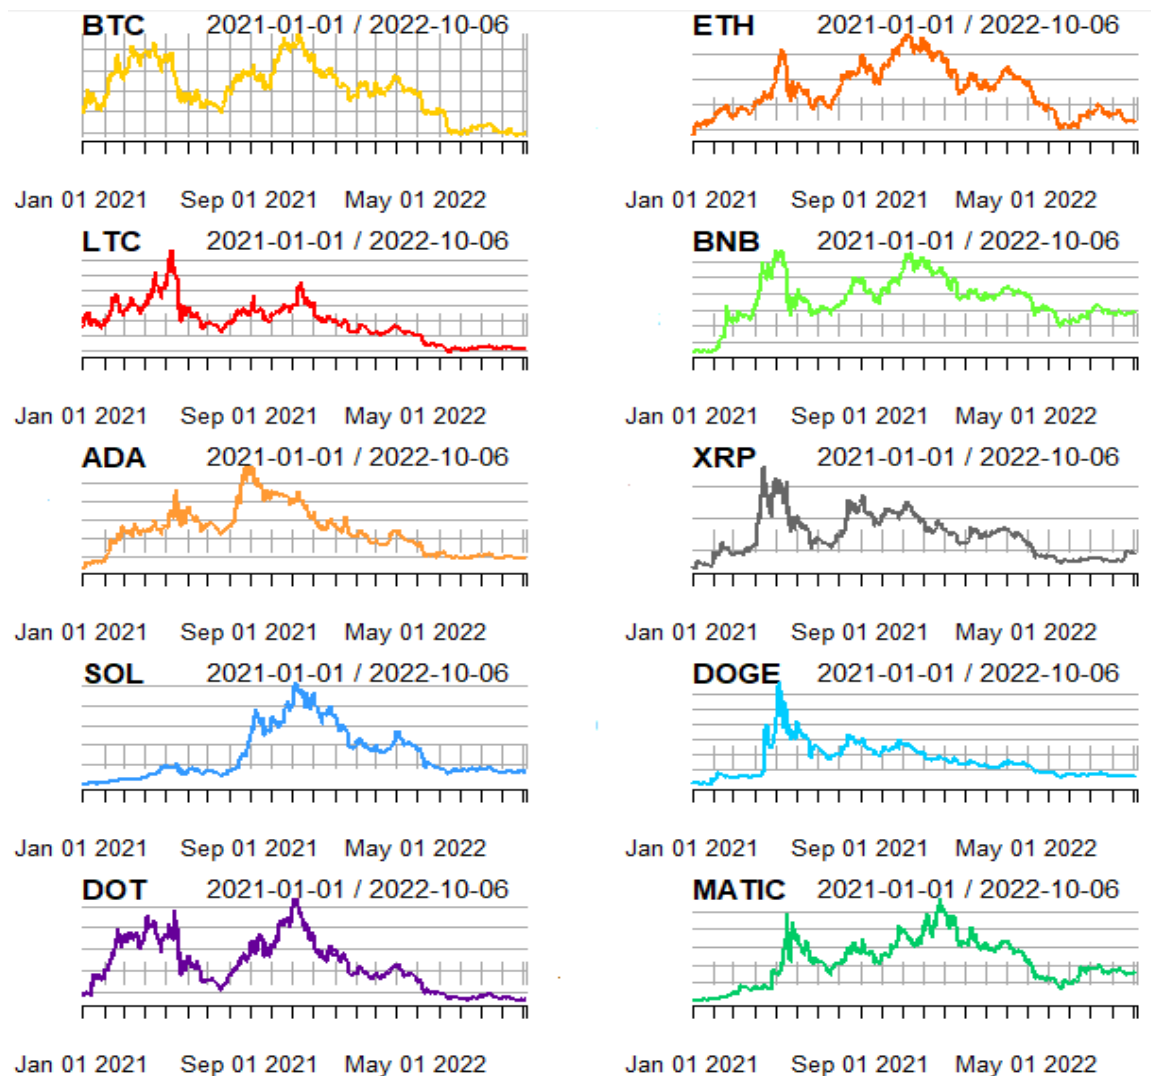 BTC 2021-01-01 / 2022-10-06
Jan 01 2021 Sep 01 2021 May 01 2022
ETH 2021-01-01 / 2022-10-06
Jan 01 2021 Sep 01 2021 May 01 2022
LTC 2021-01-01 / 2022-10-06
Jan 01 2021 Sep 01 2021 May 01 2022
BNB 2021-01-01 / 2022-10-06
Jan 01 2021 Sep 01 2021 May 01 2022
ADA 2021-01-01 / 2022-10-06
Jan 01 2021 Sep 01 2021 May 01 2022
XRP 2021-01-01 / 2022-10-06
Jan 01 2021 Sep 01 2021 May 01 2022
SOL 2021-01-01 / 2022-10-06
Jan 01 2021 Sep 01 2021 May 01 2022
DOGE 2021-01-01 / 2022-10-06
Jan 01 2021 Sep 01 2021 May 01 2022
DOT 2021-01-01 / 2022-10-06
Jan 01 2021 Sep 01 2021 May 01 2022
MATIC 2021-01-01 / 2022-10-06
Jan 01 2021 Sep 01 2021 May 01 2022